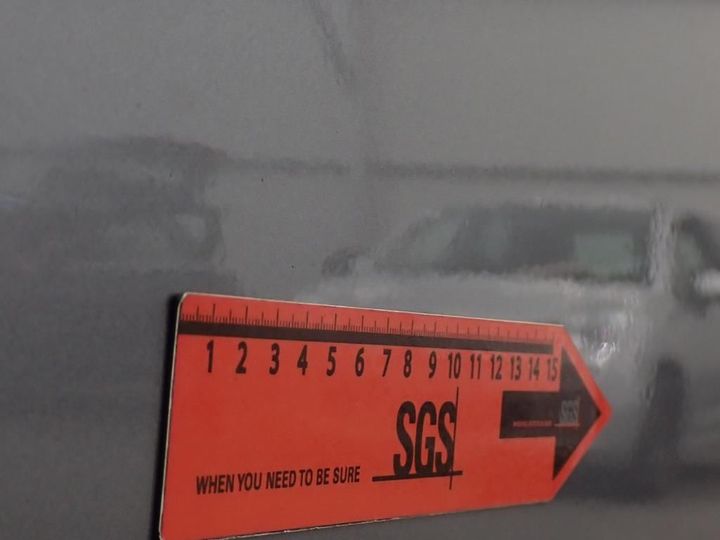 1 2 3 4 5 6 7 8 9 10 11 12 13 14 15
SGS
WHEN YOU NEED TO BE SURE
SGS